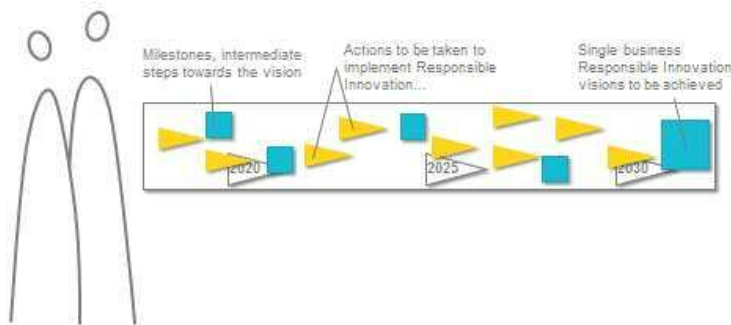 Milestones, intermediate
steps towards the vision
Actions to be taken to
implement Responsible
Innovation...
Single business
Responsible Innovation
visions to be achieved
2020
2025
2030